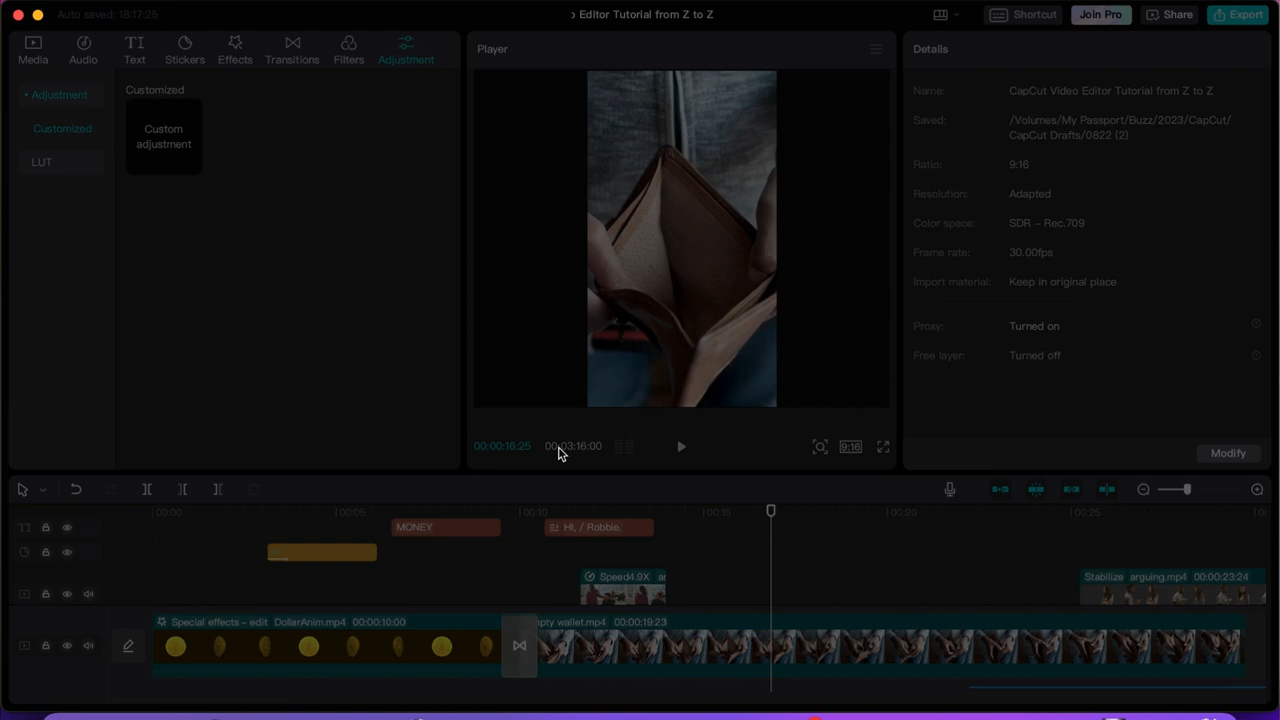 Auto saved: 18:17:25
Editor Tutorial from Z to Z
Shortcut
Join Pro
Share
Export
Media
Audio
Text
Stickers
Effects
Transitions
Filters
Adjustment
Adjustment
Customized
LUT
Customized
Custom
adjustment
Player
00:00:16:25
00:03:16:00
9:16
Details
Name:
CapCut Video Editor Tutorial from Z to Z
Saved:
/Volumes/My Passport/Buzz/2023/CapCut/
CapCut Drafts/0822 (2)
Ratio:
9:16
Resolution:
Adapted
Color space:
SDR – Rec.709
Frame rate:
30.00fps
Import material:
Keep in original place
Proxy:
Turned on
Free layer:
Turned off
Modify
00:00
00:05
00:10
00:15
00:20
00:25
MONEY
Hi, / Robbie.
Speed4.9X
Stabilize arguing.mp4 00:00:23:24
Special effects – edit DollarAnim.mp4 00:00:10:00
mpty wallet.mp4 00:00:19:23